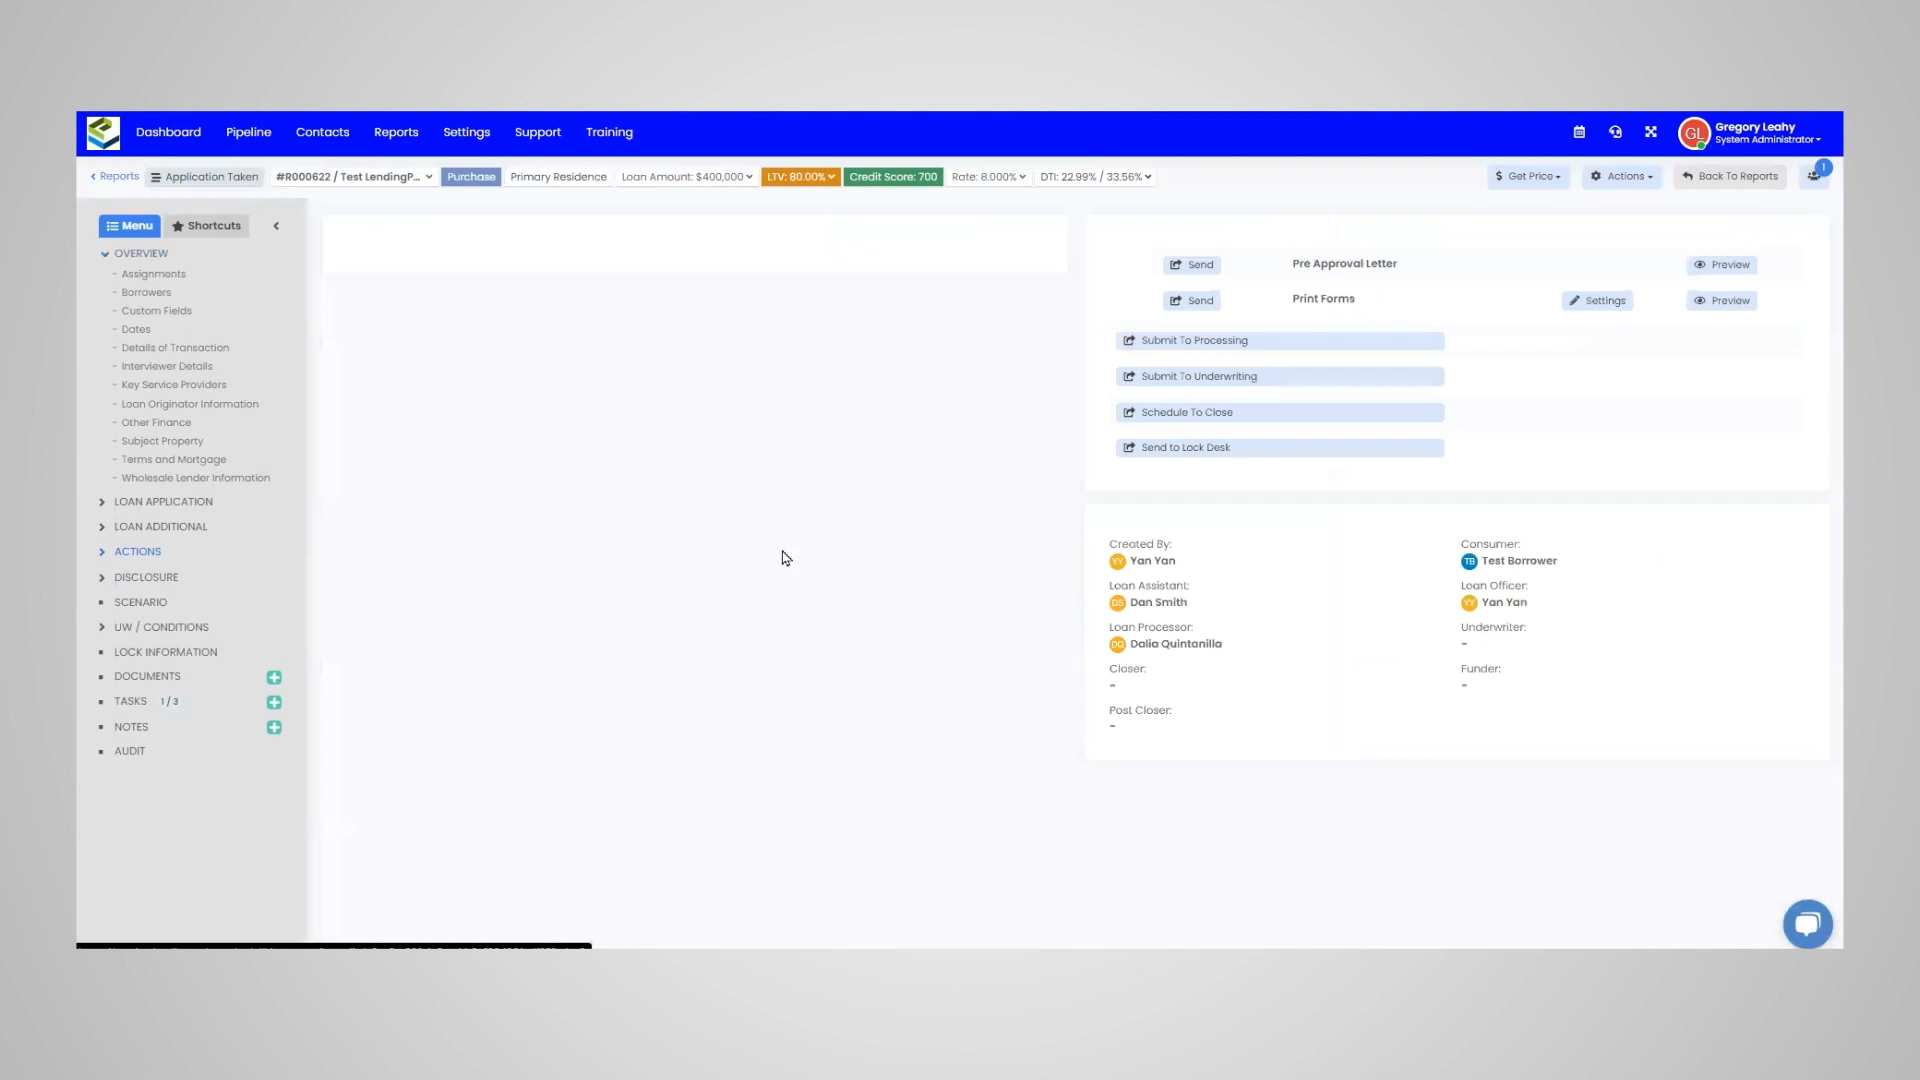 Dashboard Pipeline Contacts Reports Settings Support Training
GL Gregory Leahy
System Administrator
Reports Application Taken #R000622 / Test LendingP... Purchase Primary Residence Loan Amount: $400,000 LTV: 80.00% Credit Score: 700 Rate: 8.000% DTI: 22.99% / 33.56% $ Get Price Actions Back To Reports 1
Menu Shortcuts
OVERVIEW
- Assignments
- Borrowers
- Custom Fields
- Dates
- Details of Transaction
- Interviewer Details
- Key Service Providers
- Loan Originator Information
- Other Finance
- Subject Property
- Terms and Mortgage
- Wholesale Lender Information
LOAN APPLICATION
LOAN ADDITIONAL
ACTIONS
DISCLOSURE
SCENARIO
UW / CONDITIONS
LOCK INFORMATION
DOCUMENTS
TASKS 1 / 3
NOTES
AUDIT
Send Pre Approval Letter Preview
Send Print Forms Settings Preview
Submit To Processing
Submit To Underwriting
Schedule To Close
Send to Lock Desk
Created By: Consumer:
YY Yan Yan TB Test Borrower
Loan Assistant: Loan Officer:
DS Dan Smith YY Yan Yan
Loan Processor: Underwriter:
DQ Dalia Quintanilla -
Closer: Funder:
- -
Post Closer:
-